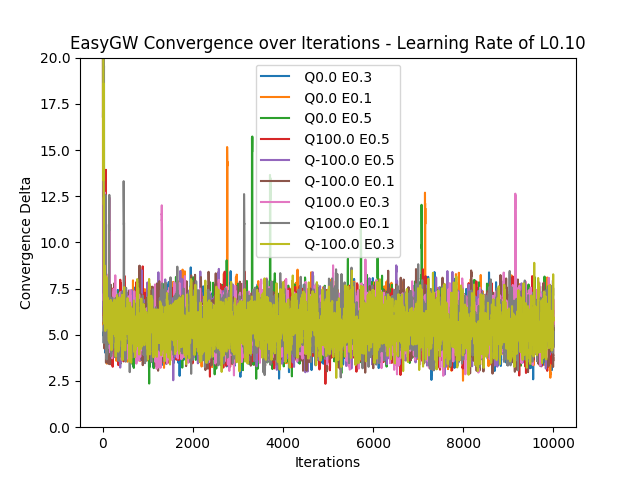 EasyGW Convergence over Iterations - Learning Rate of L0.10
Convergence Delta
20.0
17.5
15.0
12.5
10.0
7.5
5.0
2.5
0.0
Q0.0 E0.3
Q0.0 E0.1
Q0.0 E0.5
Q100.0 E0.5
Q-100.0 E0.5
Q-100.0 E0.1
Q100.0 E0.3
Q100.0 E0.1
Q-100.0 E0.3
0 2000 4000 6000 8000 10000
Iterations